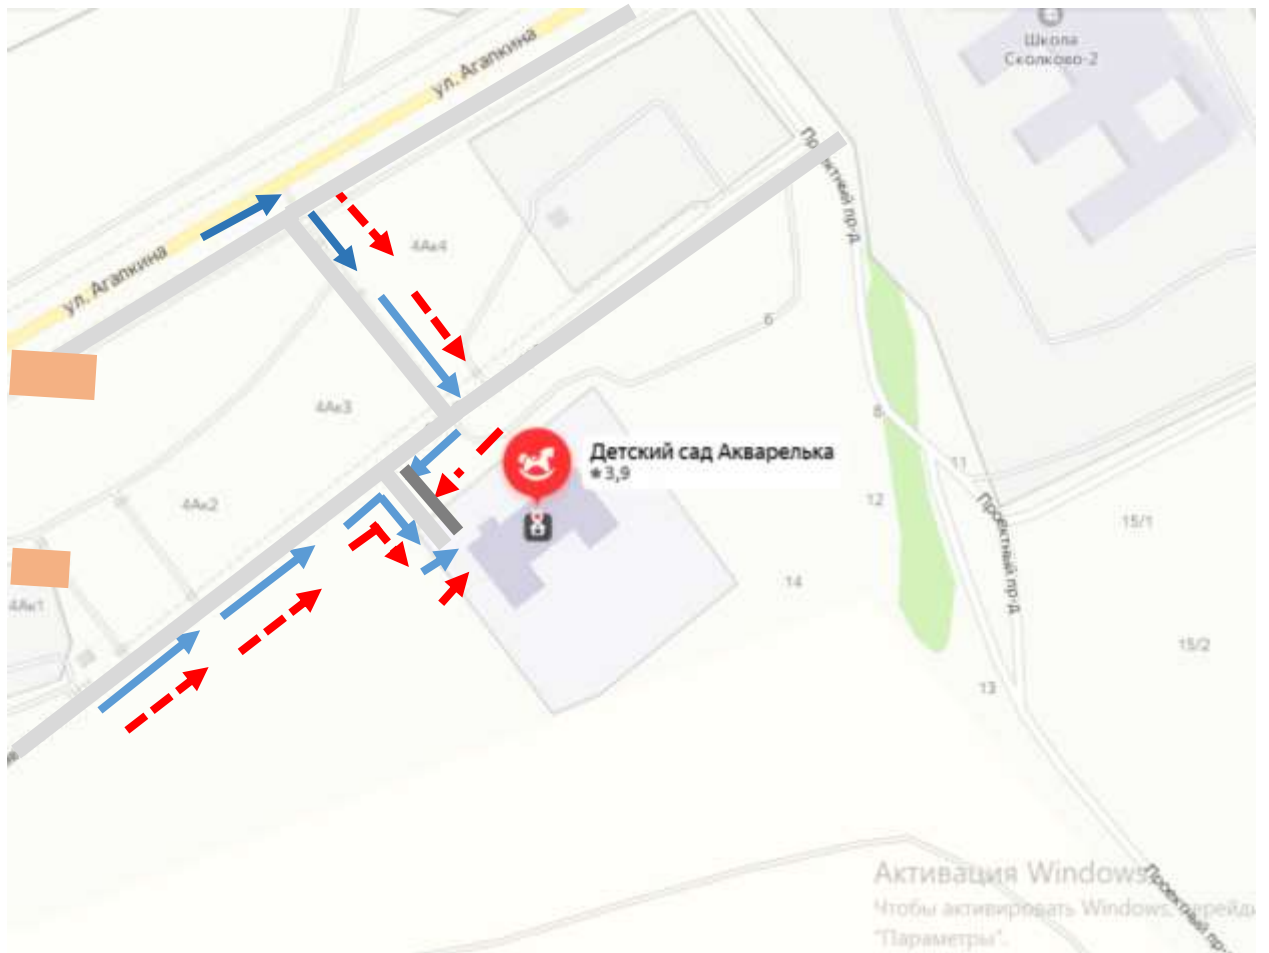 Школа
Сколково-2
ул. Агапкина
ул. Агапкина
Проектный пр-д
4Ак4
6
4Ак3
8
Детский сад Акварелька
3,9
11
4Ак2
12
Проектный пр-д
15/1
14
4Ак1
15/2
13
Активация Windows
Чтобы активировать Windows, перейди
"Параметры".
Проектный пр-